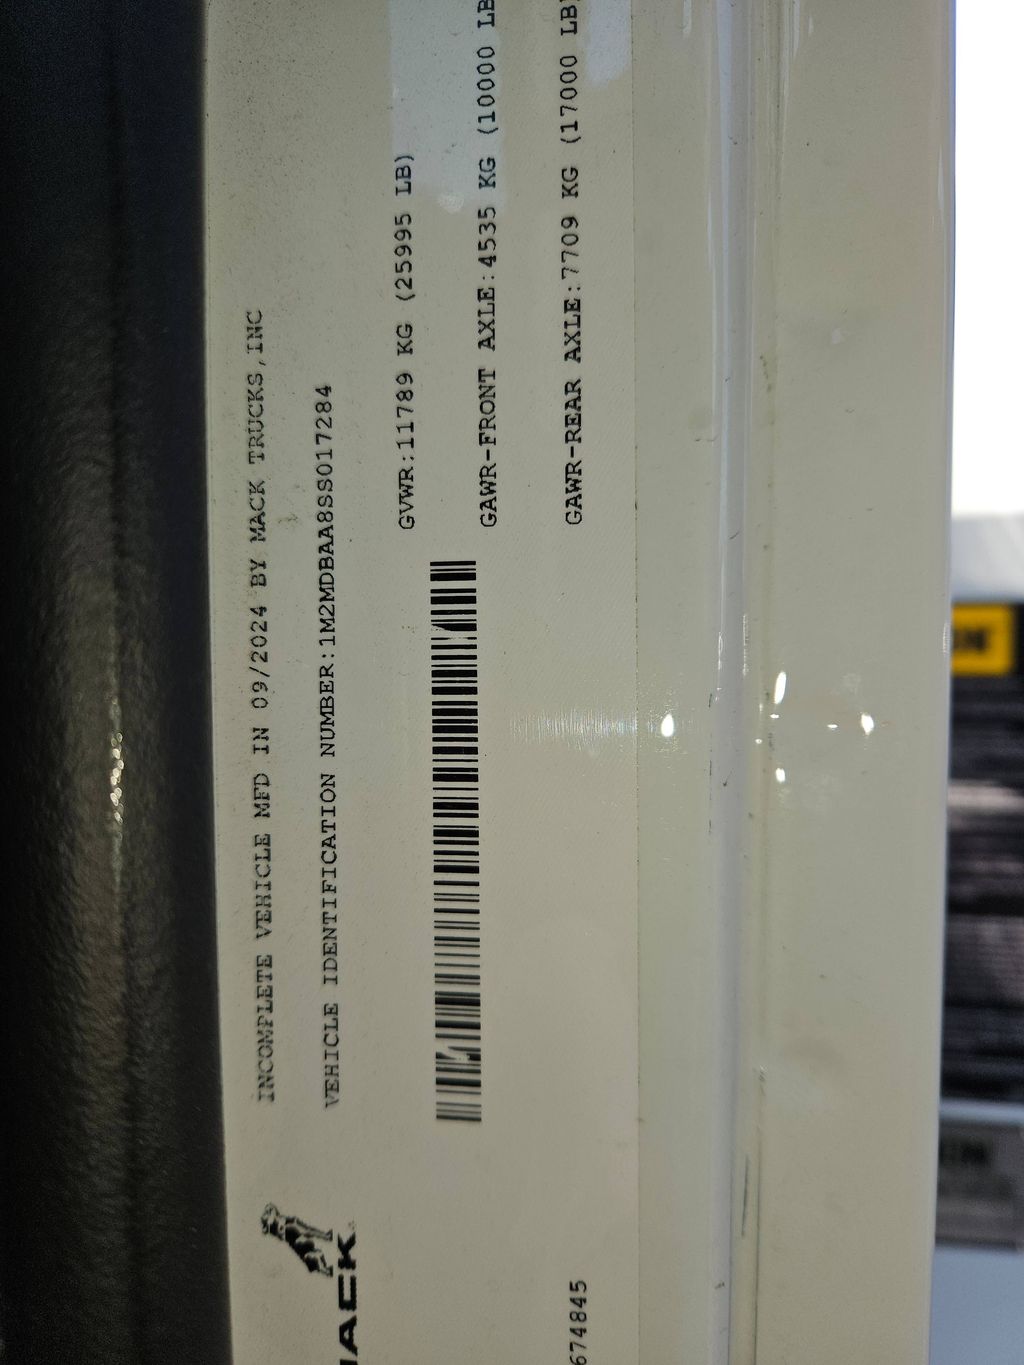 INCOMPLETE VEHICLE MFD IN 09/2024 BY MACK TRUCKS,INC
VEHICLE IDENTIFICATION NUMBER:1M2MDBAA8SS017284
GVWR:11789 KG (25995 LB)
GAWR-FRONT AXLE:4535 KG (10000 LB
GAWR-REAR AXLE:7709 KG (17000 LB)
MACK
674845